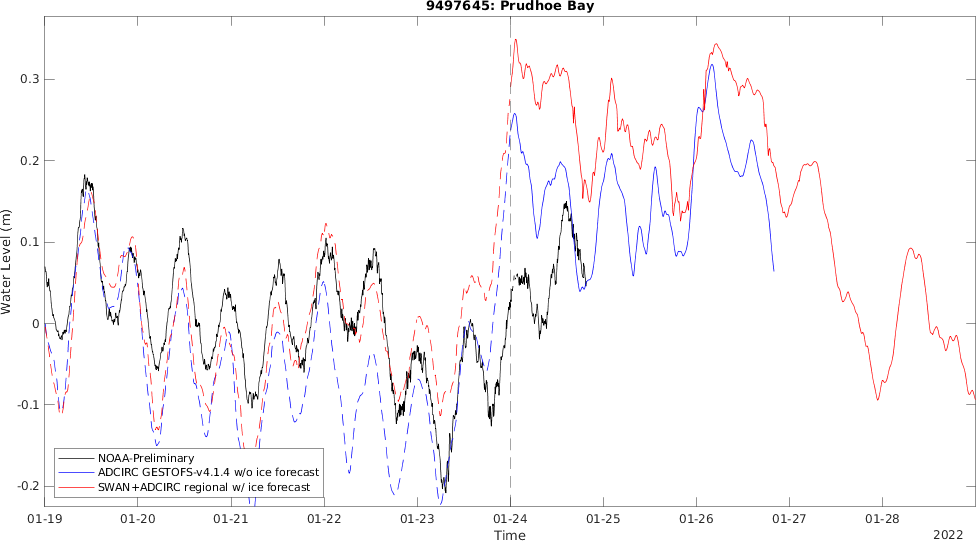 9497645: Prudhoe Bay
Water Level (m)
0.3
0.2
0.1
0
-0.1
-0.2
NOAA-Preliminary
ADCIRC GESTOFS-v4.1.4 w/o ice forecast
SWAN+ADCIRC regional w/ ice forecast
01-19 01-20 01-21 01-22 01-23 01-24 01-25 01-26 01-27 01-28
Time
2022